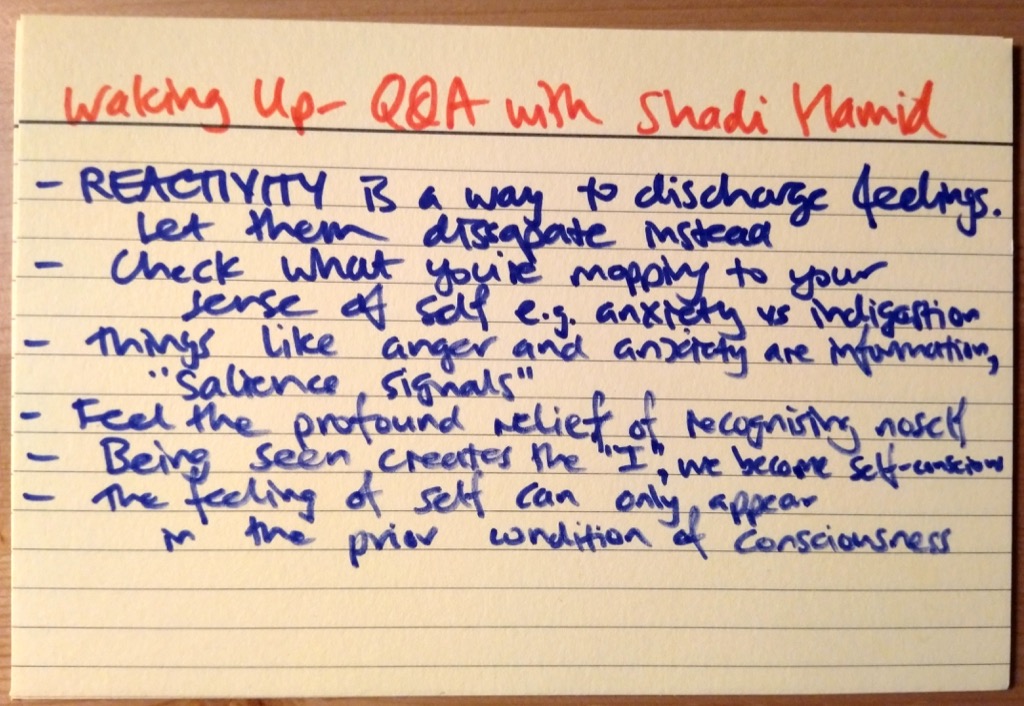 Waking Up - Q&A with Shadi Hamid
- REACTIVITY is a way to discharge feelings.
Let them dissapate instead
- Check what you're mapping to your
sense of self e.g. anxiety vs indigestion
- Things like anger and anxiety are information,
"salience signals"
- Feel the profound relief of recognising noself
- Being seen creates the "I", we become self-conscious
- The feeling of self can only appear
in the prior condition of consciousness